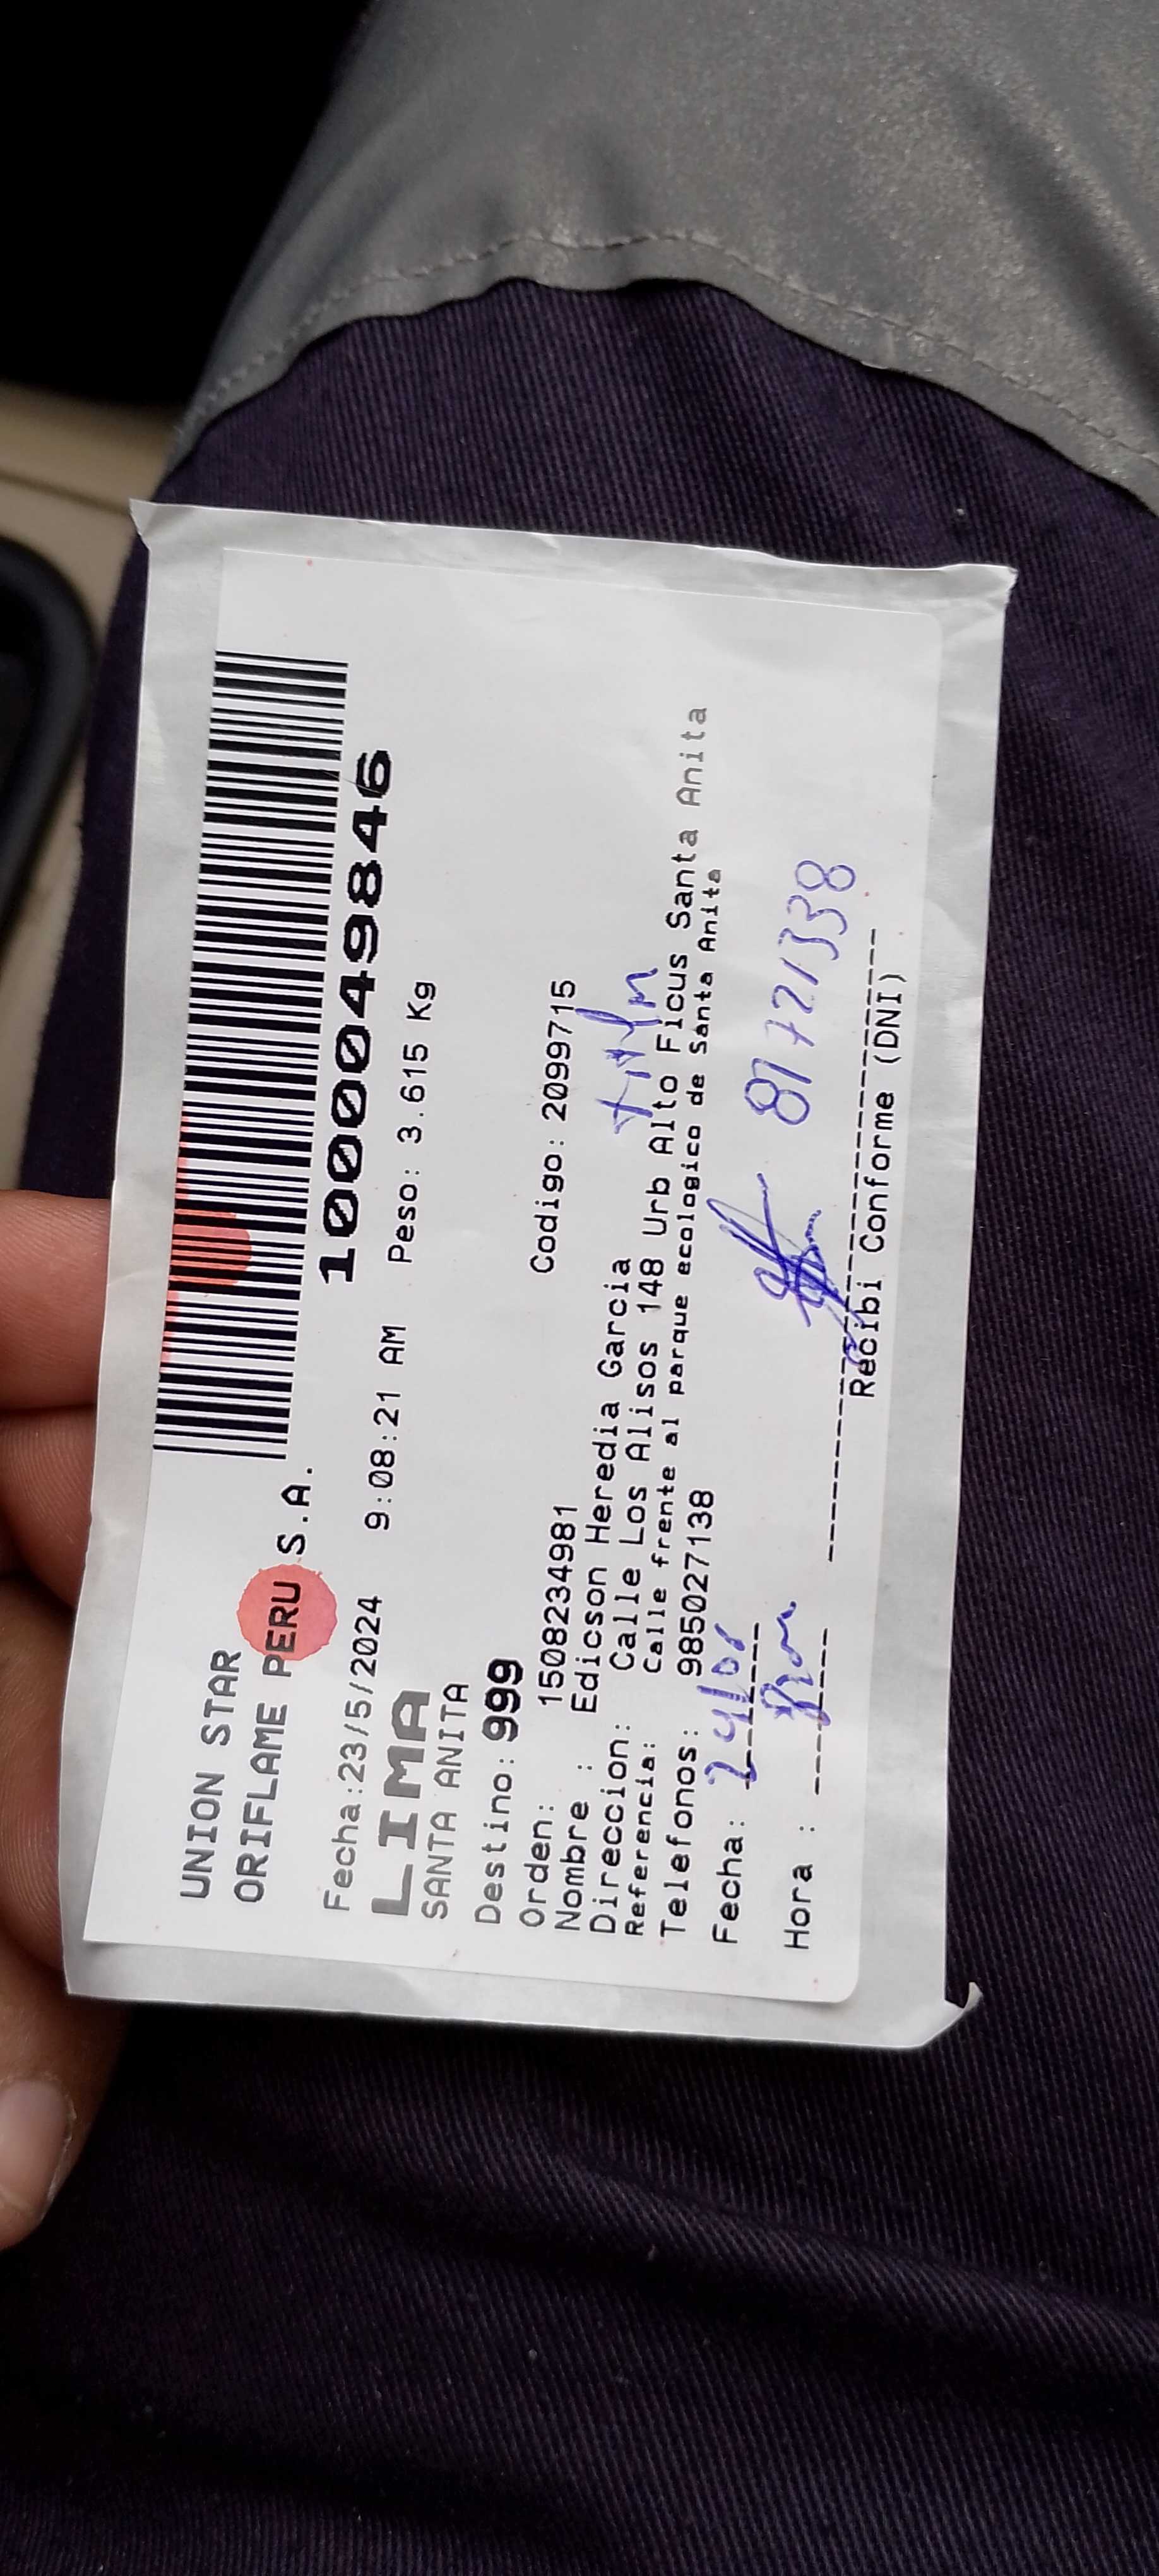 UNION STAR
ORIFLAME PERU S.A.
1000049846
Fecha:23/5/2024 9:08:21 AM Peso: 3.615 Kg
LIMA
SANTA ANITA
Destino: 999
Orden: 1508234981 Codigo: 2099715
Nombre : Edicson Heredia Garcia
Direccion: Calle Los Alisos 148 Urb Alto Ficus Santa Anita
Referencia: Calle frente al parque ecologico de Santa Anita
Telefonos: 985027138
Fecha: 24/05
Hora :
Recibi Conforme (DNI)